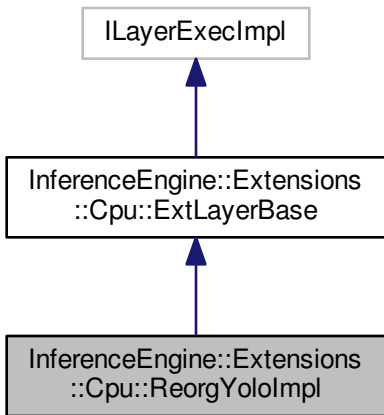 ILayerExecImpl
InferenceEngine::Extensions
::Cpu::ExtLayerBase
InferenceEngine::Extensions
::Cpu::ReorgYoloImpl